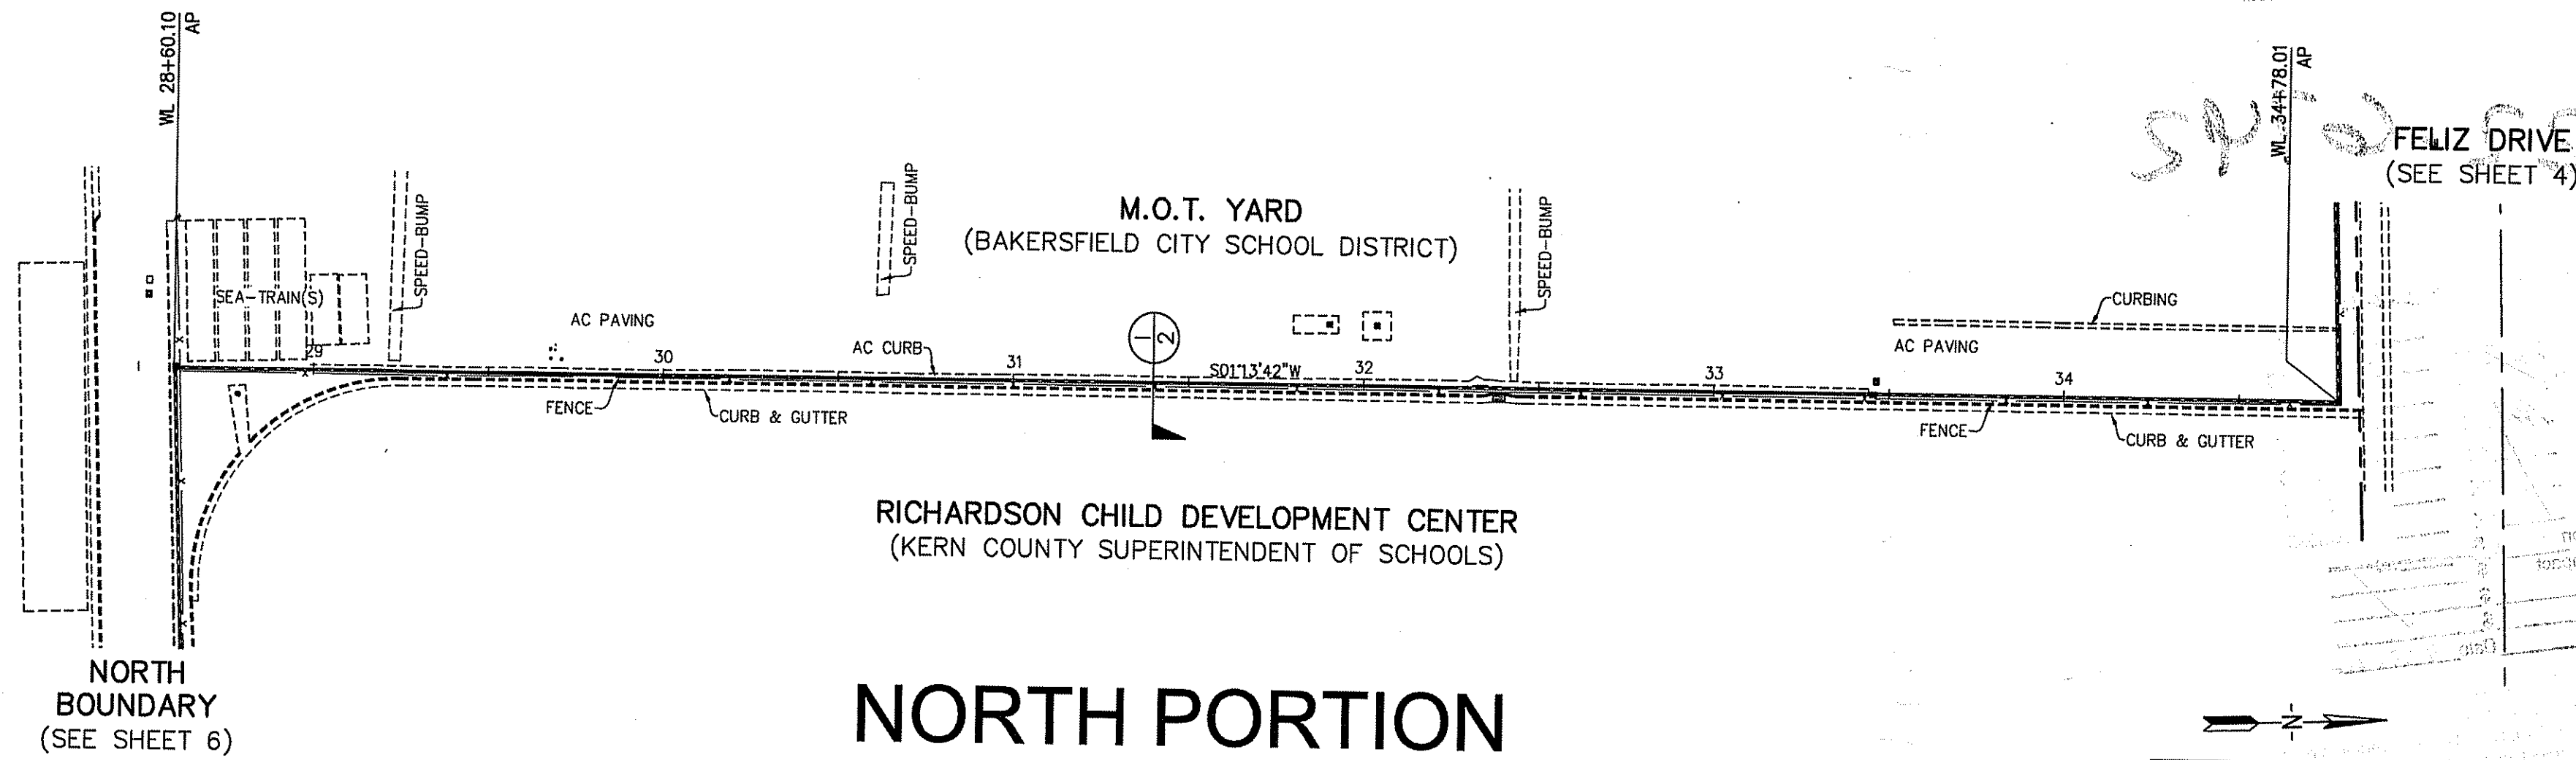 WL 28+60.10
AP
WL 34+78.01
AP
FELIZ DRIVE
(SEE SHEET 4)
SPEED-BUMP
SPEED-BUMP
M.O.T. YARD
(BAKERSFIELD CITY SCHOOL DISTRICT)
SPEED-BUMP
SEA-TRAIN(S)
CURBING
AC PAVING
1
2
AC CURB
AC PAVING
29
30
31
S01°13'42"W
32
33
34
FENCE
CURB & GUTTER
FENCE
CURB & GUTTER
RICHARDSON CHILD DEVELOPMENT CENTER
(KERN COUNTY SUPERINTENDENT OF SCHOOLS)
NORTH
BOUNDARY
(SEE SHEET 6)
NORTH PORTION
N